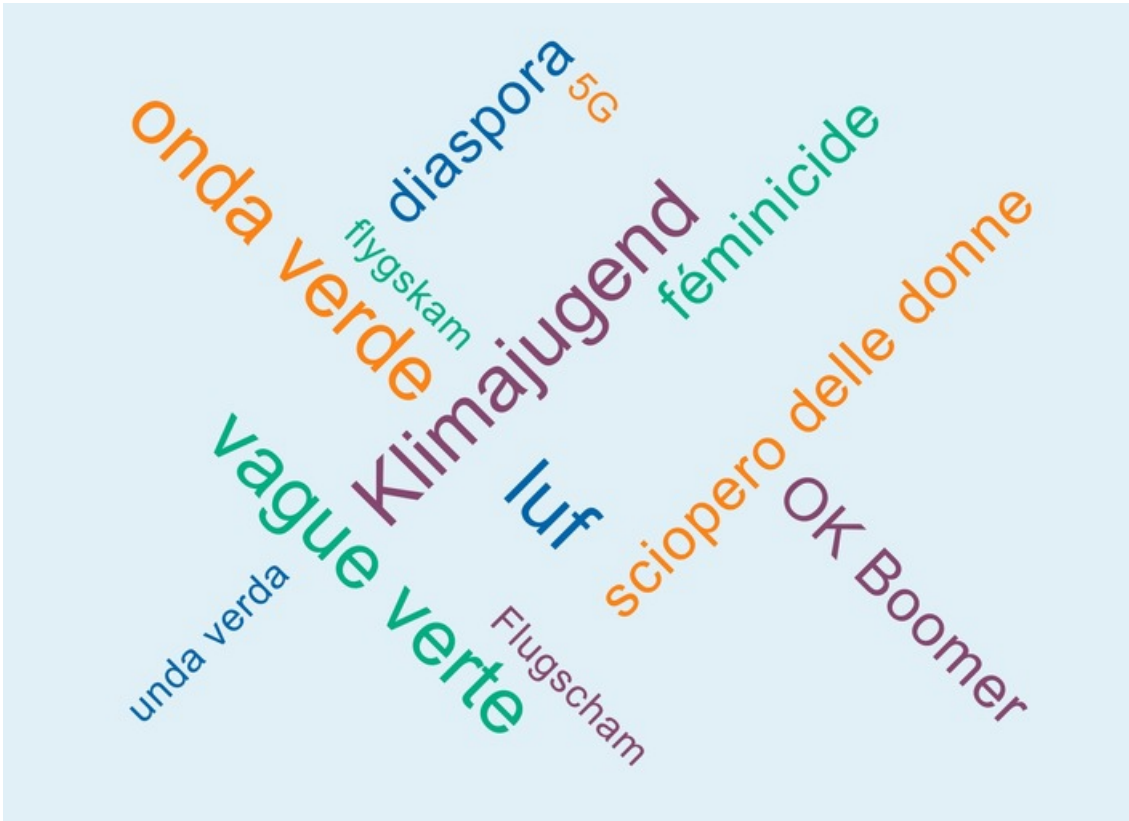 diaspora
5G
onda verde
féminicide
flygskam
Klimajugend
sciopero delle donne
vague verte
luf
OK Boomer
unda verda
Flugscham